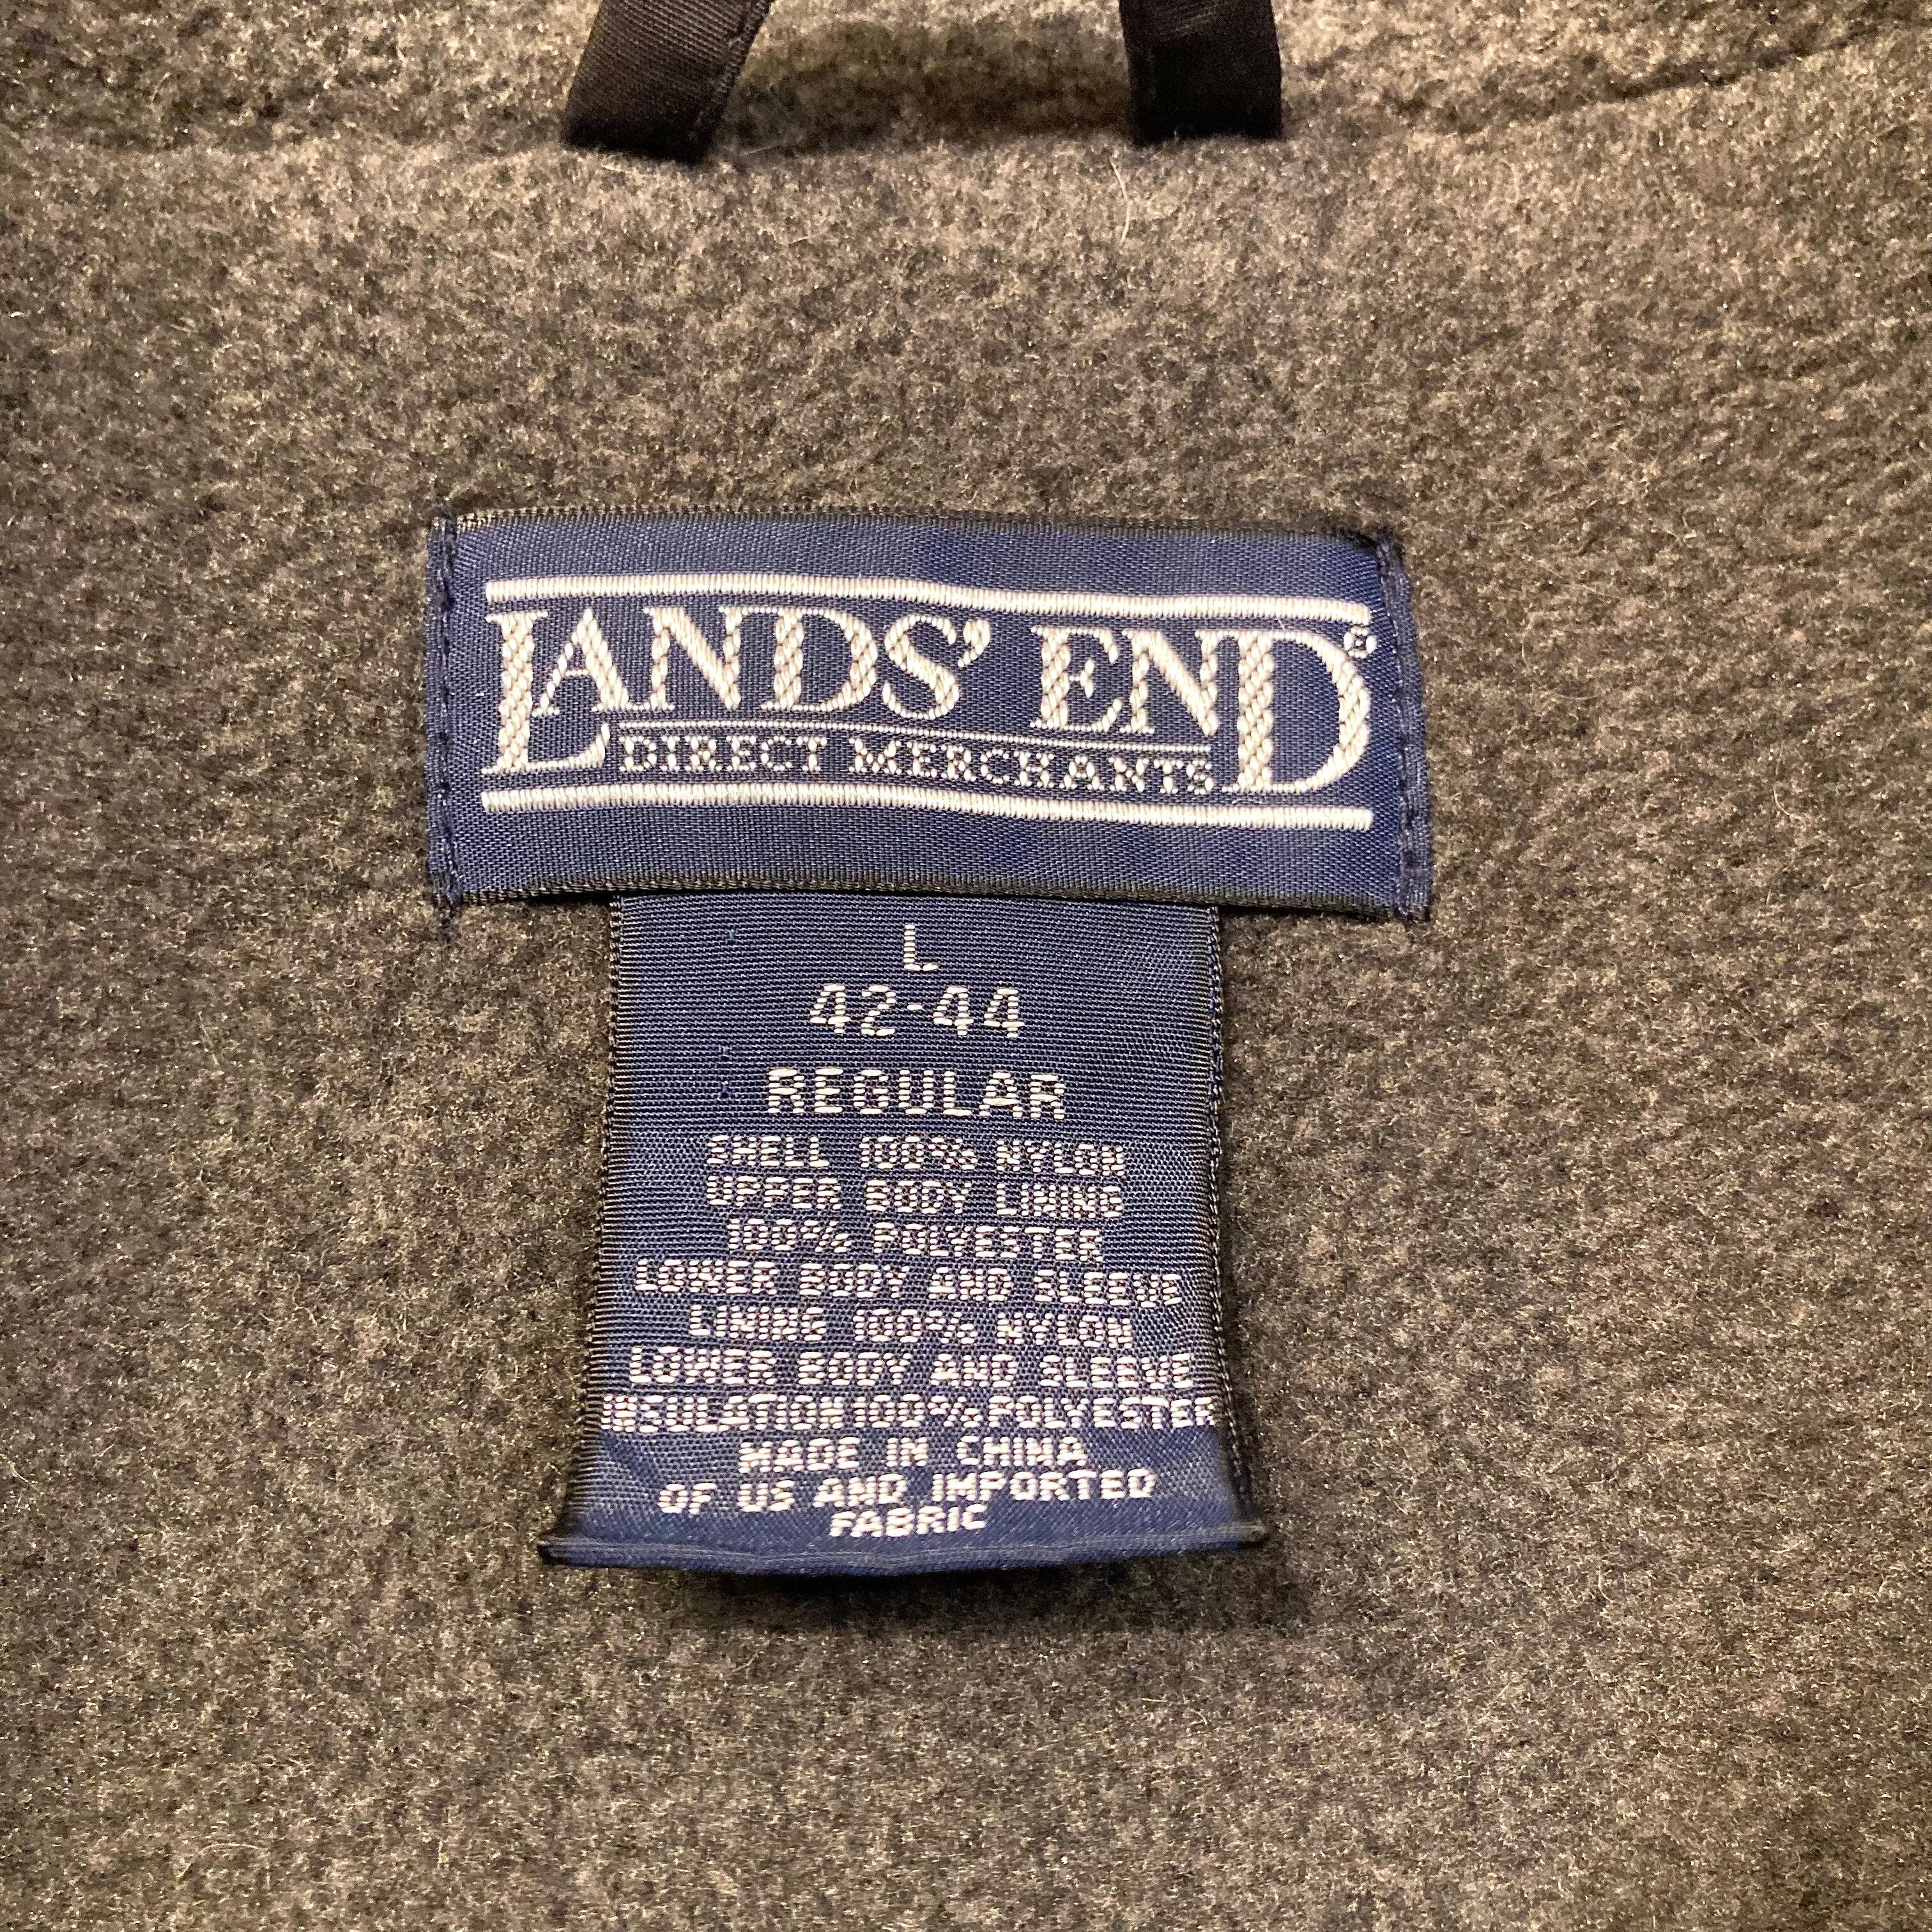 LANDS' END®
DIRECT MERCHANTS
L
42-44
REGULAR
SHELL 100% NYLON
UPPER BODY LINING
100% POLYESTER
LOWER BODY AND SLEEVE
LINING 100% NYLON
LOWER BODY AND SLEEVE
INSULATION 100% POLYESTER
MADE IN CHINA
OF US AND IMPORTED
FABRIC